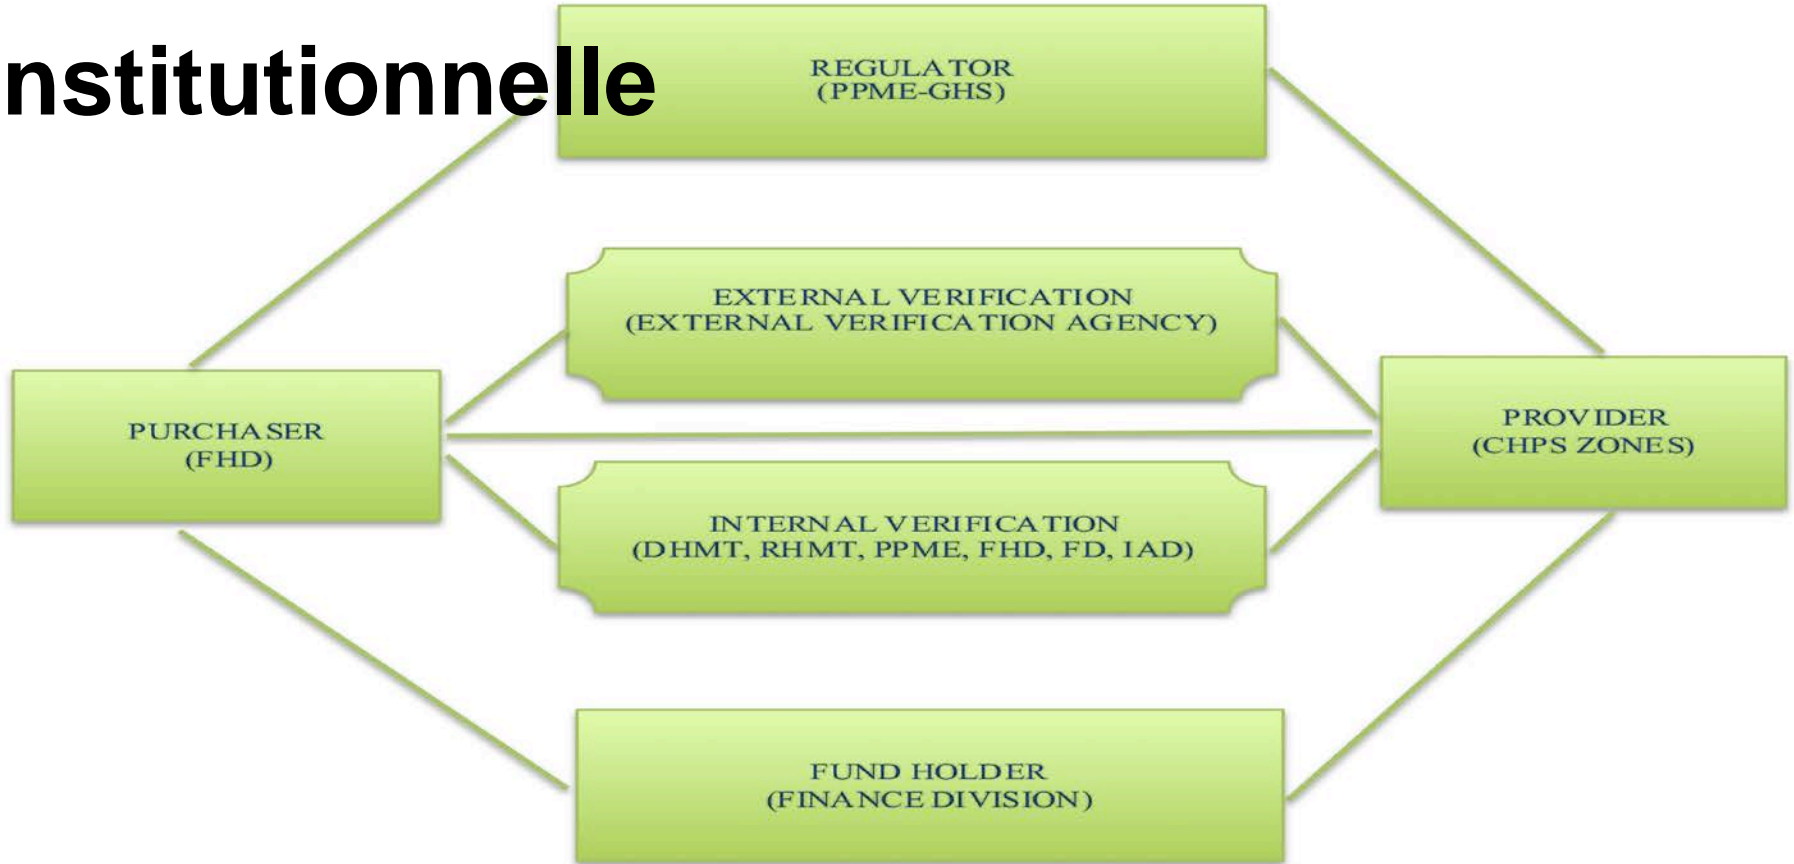 nstitutionnelle
REGULATOR
(PPME-GHS)
EXTERNAL VERIFICATION
(EXTERNAL VERIFICATION AGENCY)
PURCHASER
(FHD)
PROVIDER
(CHPS ZONES)
INTERNAL VERIFICATION
(DHMT, RHMT, PPME, FHD, FD, IAD)
FUND HOLDER
(FINANCE DIVISION)